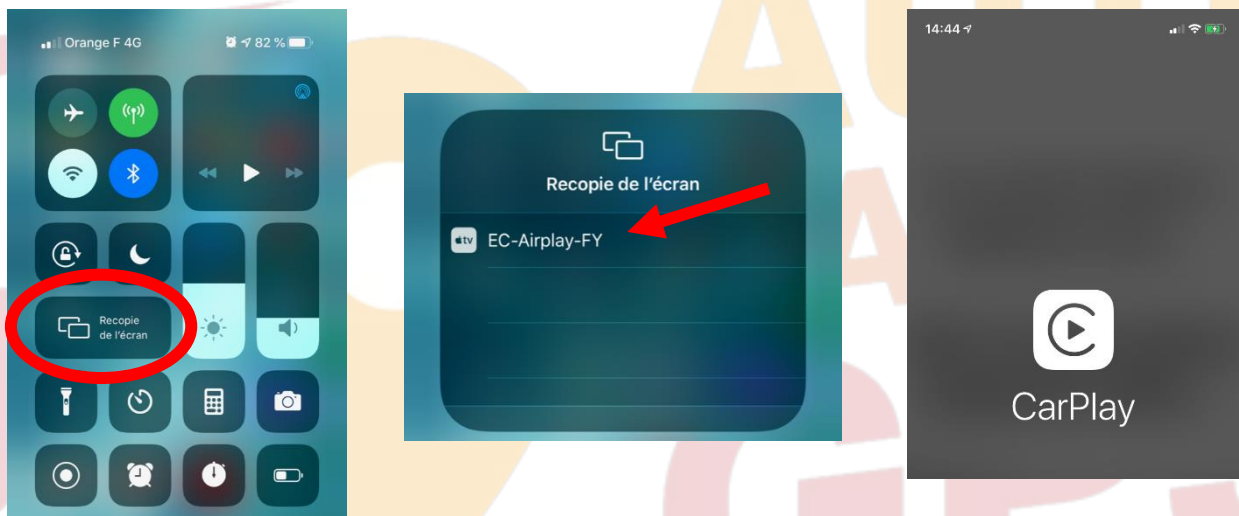 Orange F 4G
82 %
Recopie
de l'écran
Recopie de l'écran
tv
EC-Airplay-FY
14:44
CarPlay